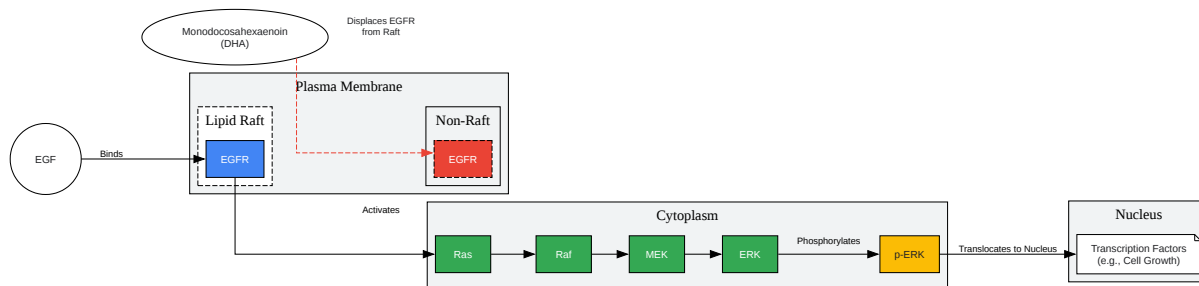 Monodocosahexaenoin
(DHA)
Displaces EGFR
from Raft
Plasma Membrane
Lipid Raft
Non-Raft
EGF
Binds
EGFR
EGFR
Activates
Cytoplasm
Nucleus
Ras
Raf
MEK
ERK
Phosphorylates
p-ERK
Translocates to Nucleus
Transcription Factors
(e.g., Cell Growth)